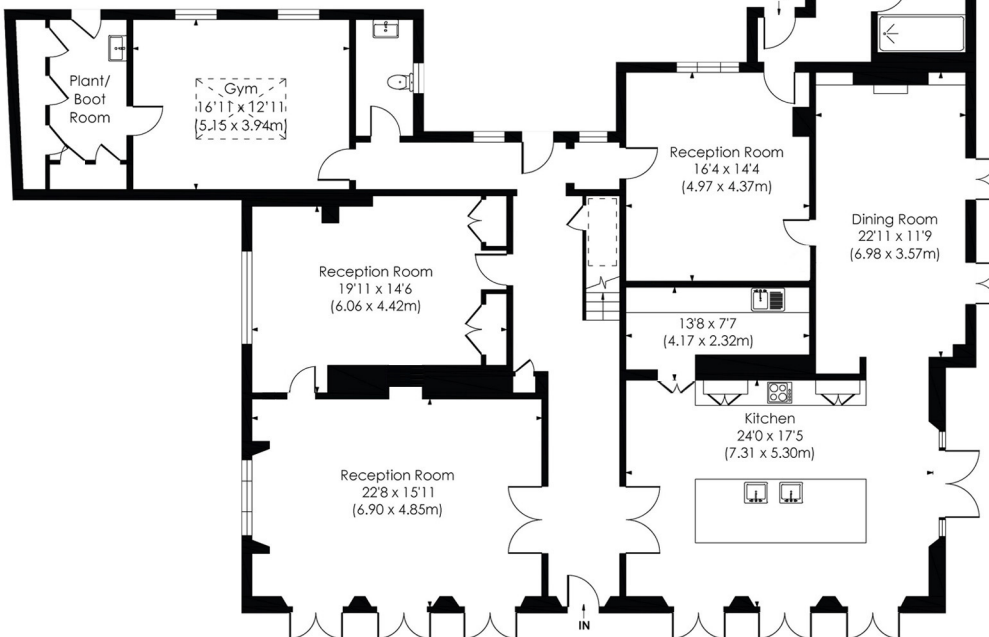 Plant/
Boot
Room
Gym
16'11 x 12'11
(5.15 x 3.94m)
Reception Room
16'4 x 14'4
(4.97 x 4.37m)
Dining Room
22'11 x 11'9
(6.98 x 3.57m)
Reception Room
19'11 x 14'6
(6.06 x 4.42m)
13'8 x 7'7
(4.17 x 2.32m)
Kitchen
24'0 x 17'5
(7.31 x 5.30m)
Reception Room
22'8 x 15'11
(6.90 x 4.85m)
IN